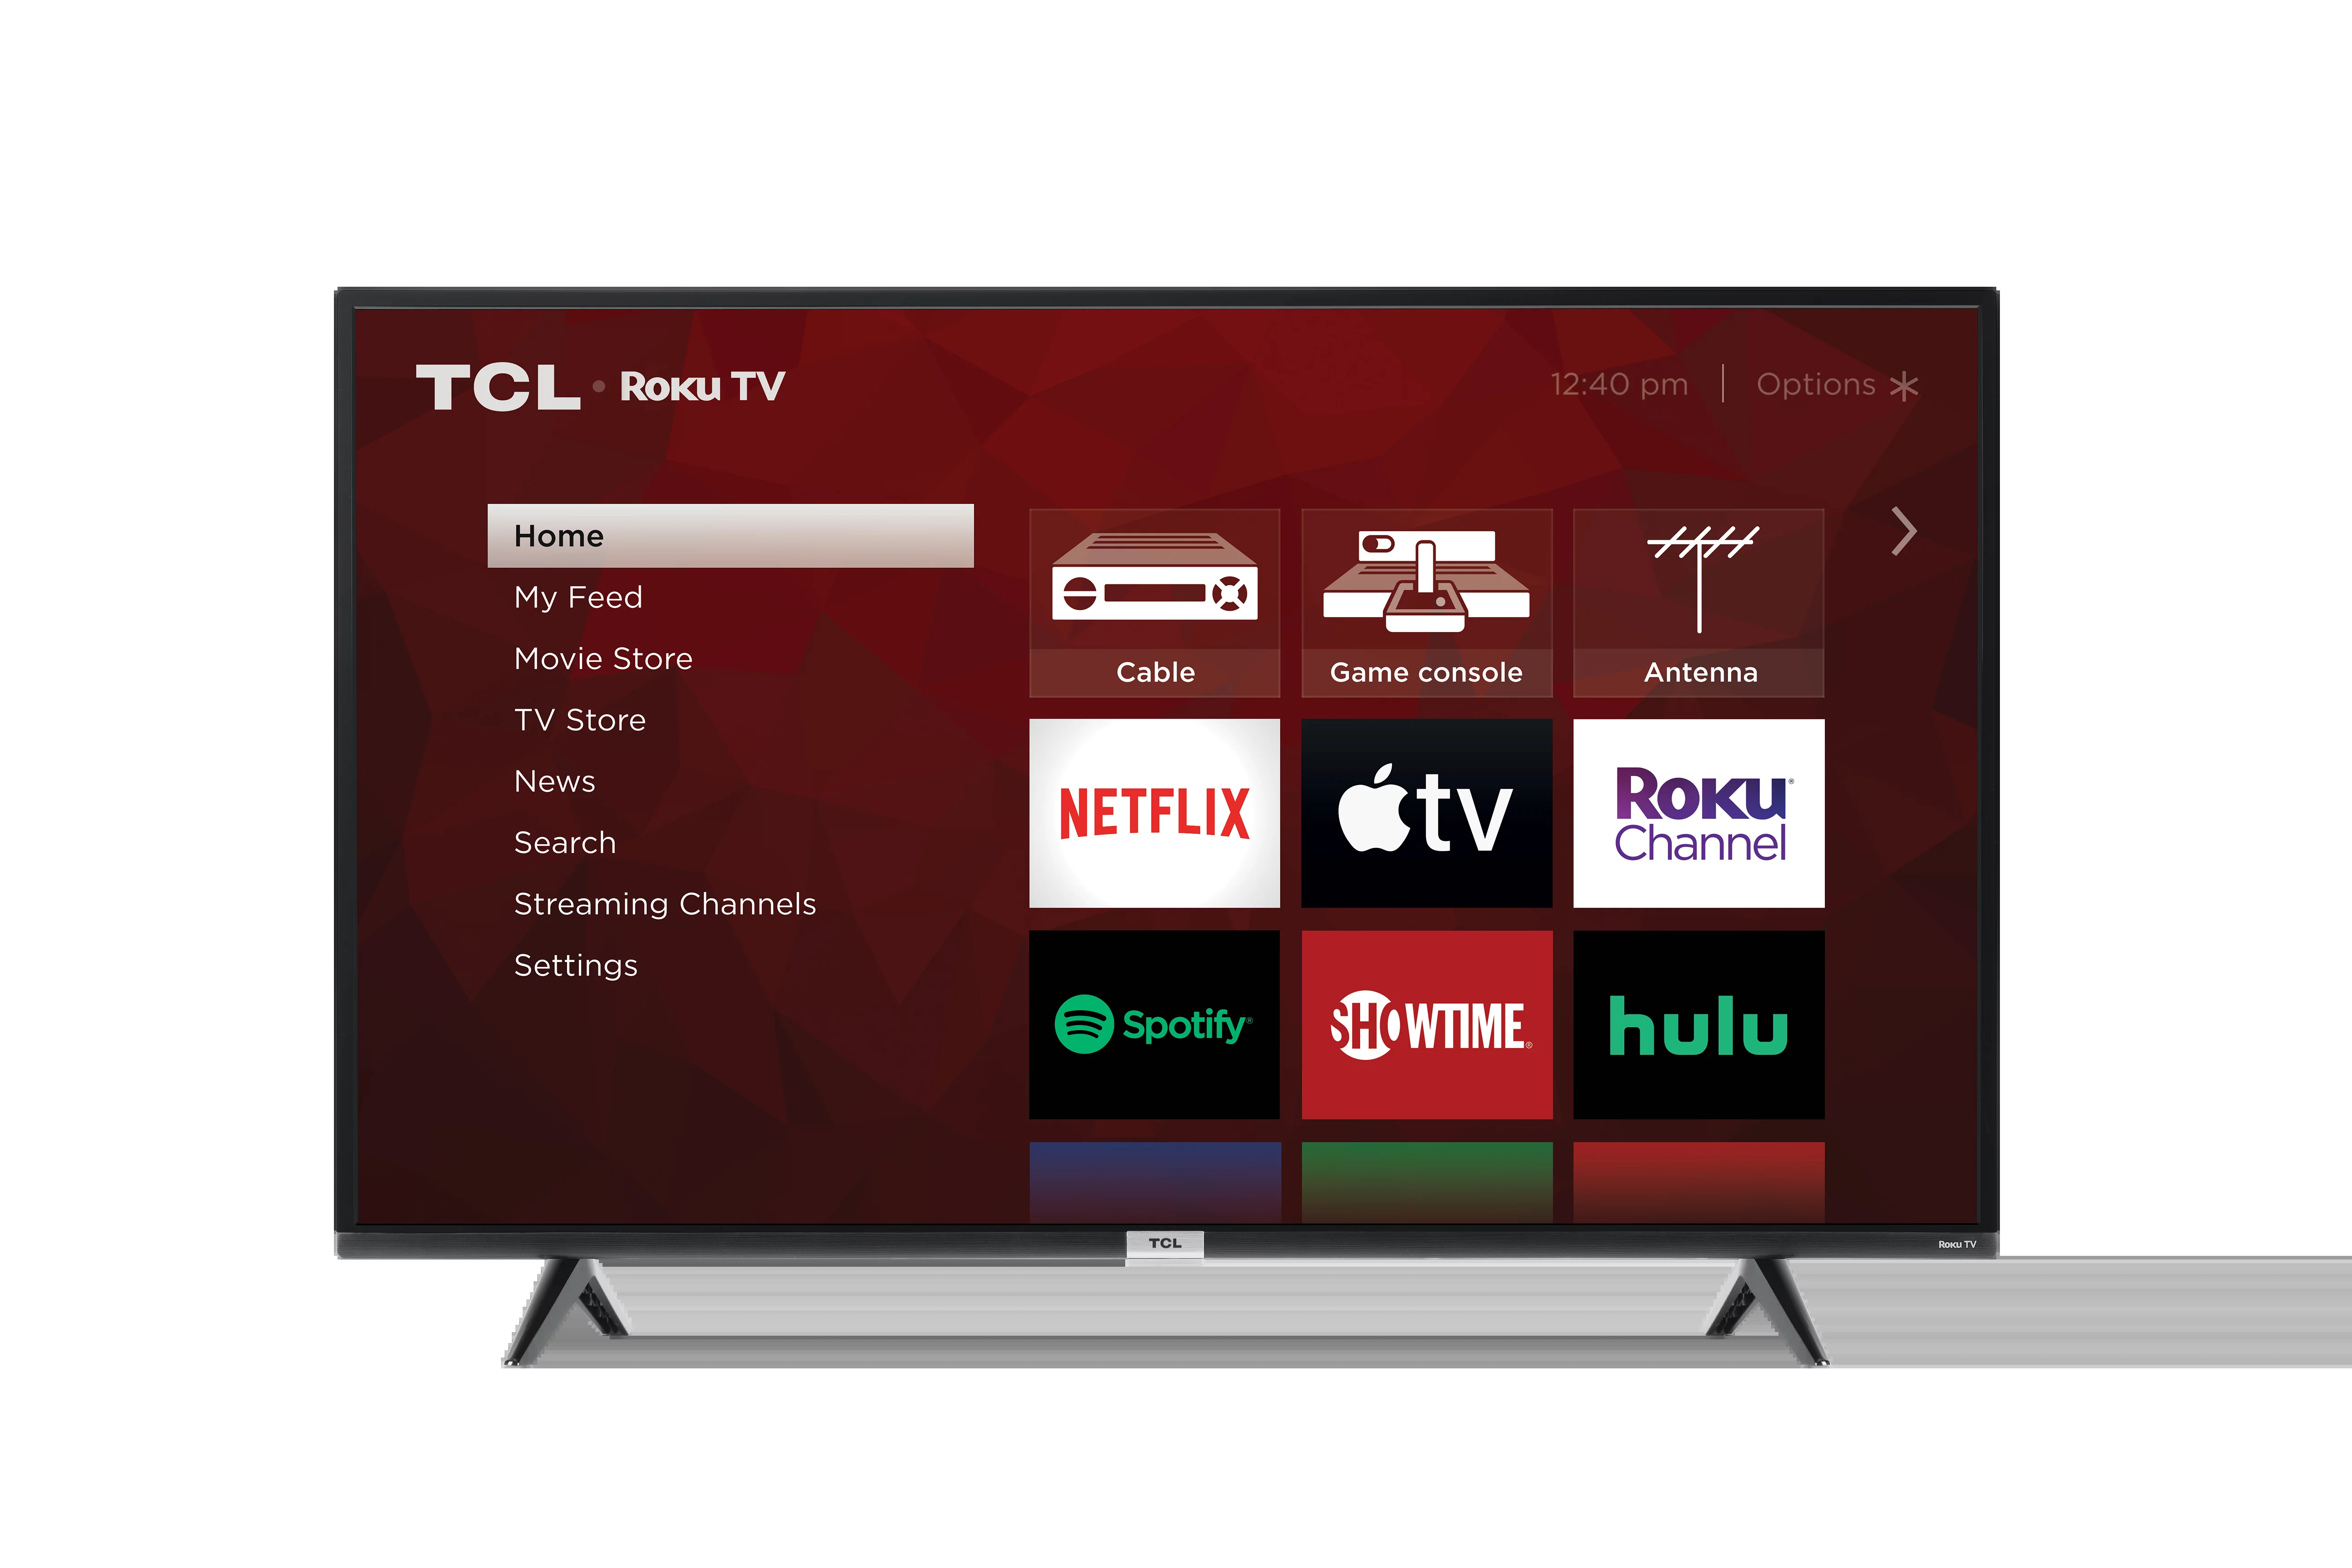 TCL • Roku TV
12:40 pm | Options *
Home
My Feed
Movie Store
TV Store
News
Search
Streaming Channels
Settings
Cable
Game console
Antenna
NETFLIX
tv
Roku®
Channel
Spotify®
SHOWTIME®
hulu
TCL
Roku TV